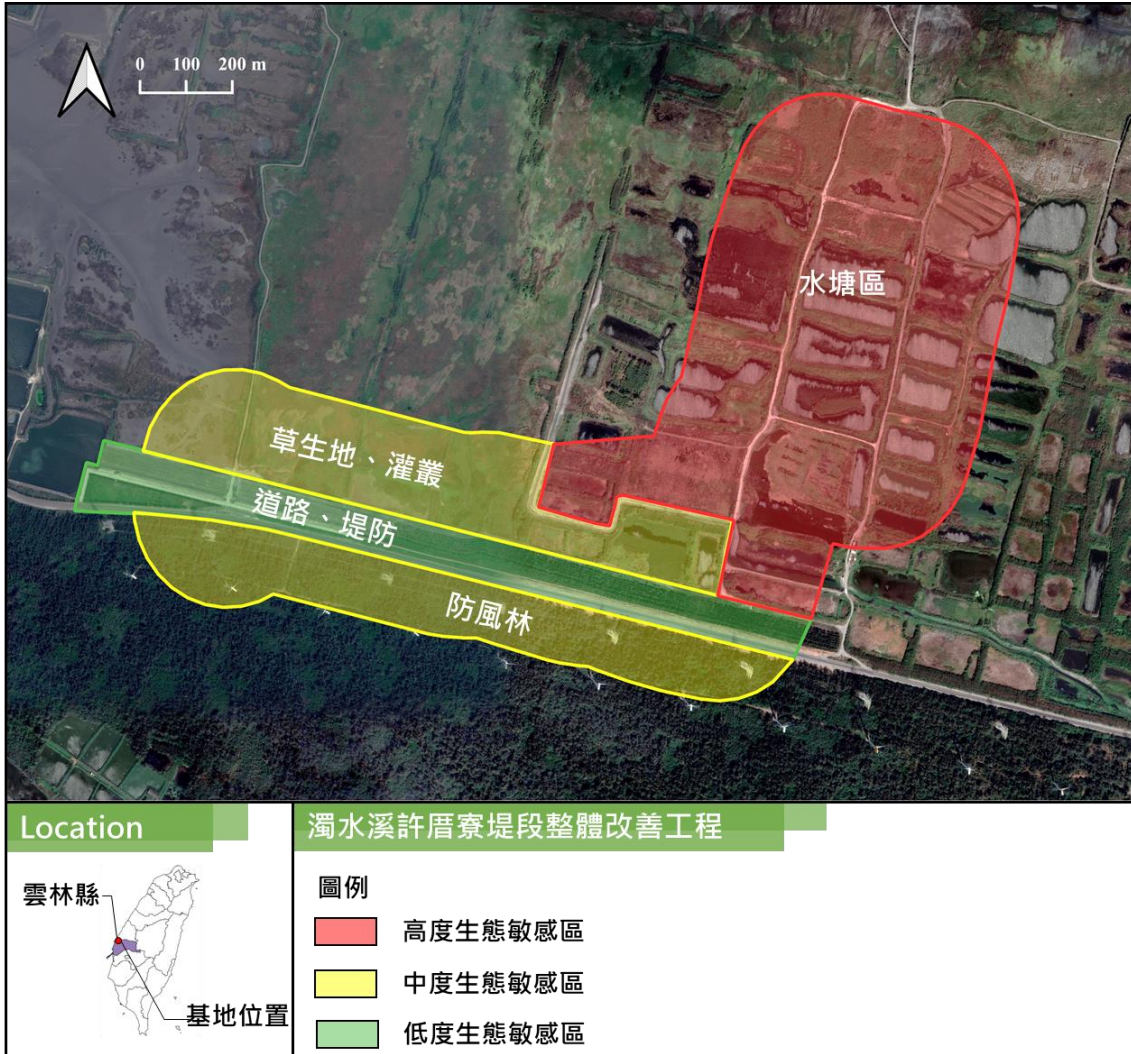 0 100 200 m
水塘區
草生地、灌叢
道路、堤防
防風林
Location
雲林縣
基地位置
濁水溪許厝寮堤段整體改善工程
圖例
高度生態敏感區
中度生態敏感區
低度生態敏感區